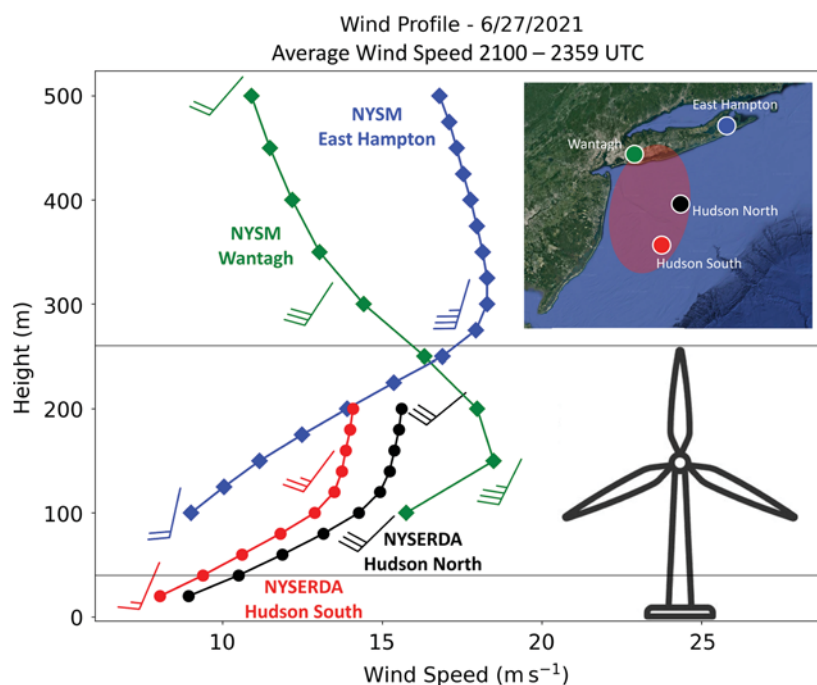 Wind Profile - 6/27/2021
Average Wind Speed 2100 – 2359 UTC
Height (m)
500
400
300
200
100
0
NYSM
East Hampton
NYSM
Wantagh
East Hampton
Wantagh
Hudson North
Hudson South
NYSERDA
Hudson North
NYSERDA
Hudson South
10
15
20
25
Wind Speed (m s⁻¹)